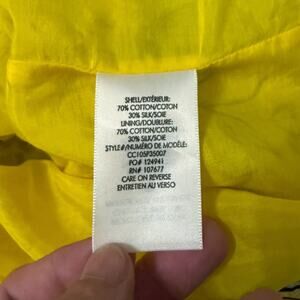 SHELL/EXTÉRIEUR:
70% COTTON/COTON
30% SILK/SOIE
LINING/DOUBLURE:
70% COTTON/COTON
30% SILK/SOIE
STYLE#/NUMÉRO DE MODÈLE:
CC105P35007
PO# 124941
RN# 107677
CARE ON REVERSE
ENTRETIEN AU VERSO